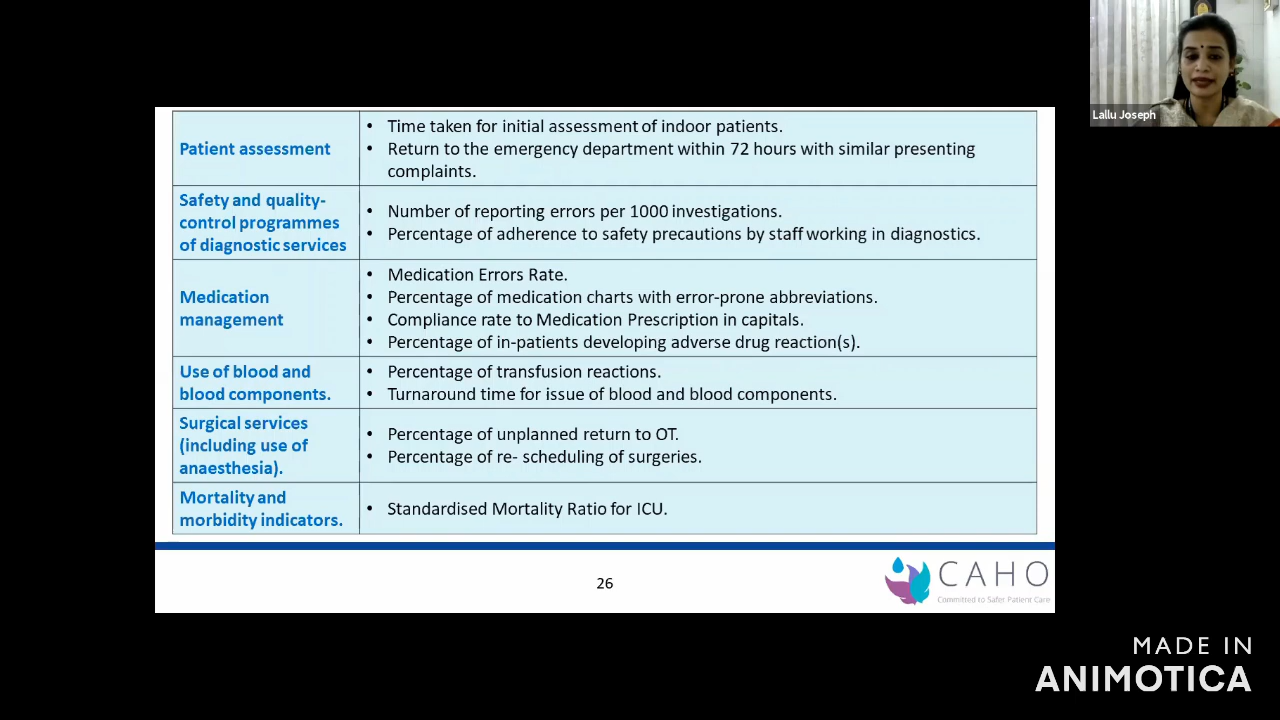 Lallu Joseph
Patient assessment
• Time taken for initial assessment of indoor patients.
• Return to the emergency department within 72 hours with similar presenting
complaints.
Safety and quality-
control programmes
of diagnostic services
• Number of reporting errors per 1000 investigations.
• Percentage of adherence to safety precautions by staff working in diagnostics.
Medication
management
• Medication Errors Rate.
• Percentage of medication charts with error-prone abbreviations.
• Compliance rate to Medication Prescription in capitals.
• Percentage of in-patients developing adverse drug reaction(s).
Use of blood and
blood components.
• Percentage of transfusion reactions.
• Turnaround time for issue of blood and blood components.
Surgical services
(including use of
anaesthesia).
• Percentage of unplanned return to OT.
• Percentage of re- scheduling of surgeries.
Mortality and
morbidity indicators.
• Standardised Mortality Ratio for ICU.
26
CAHO
Committed to Safer Patient Care
MADE IN
ANIMOTICA